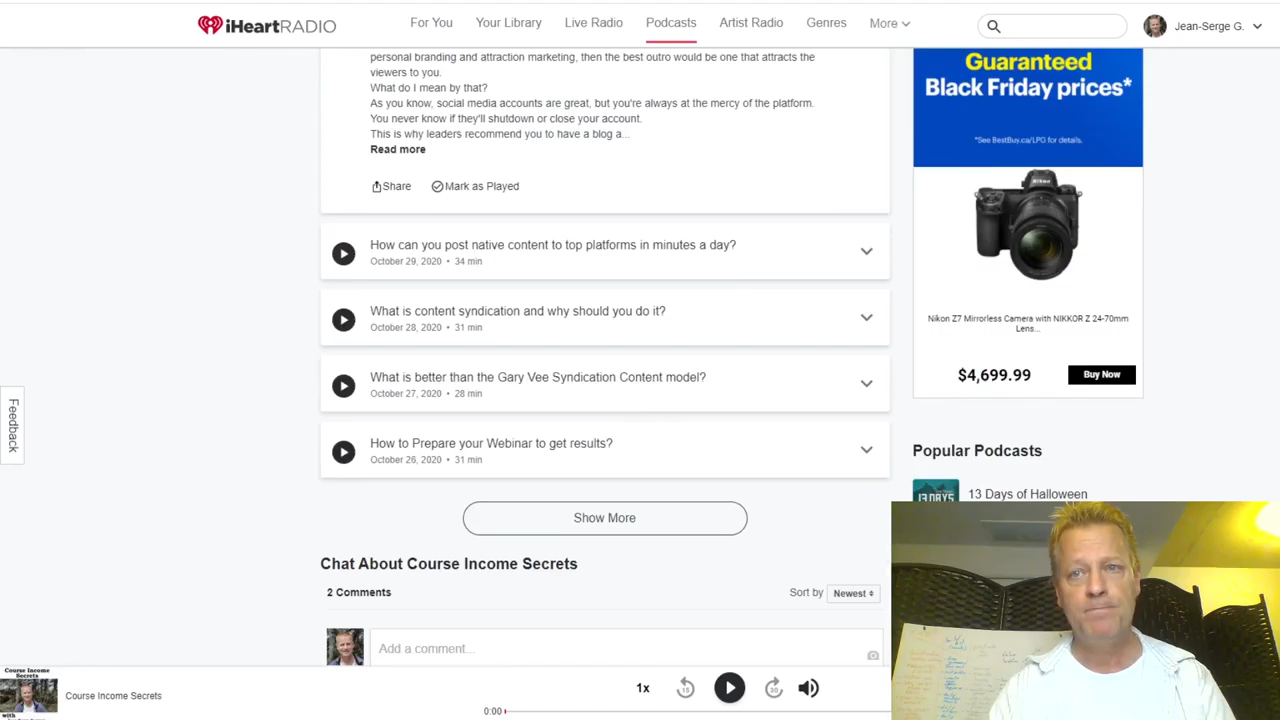 iHeartRADIO
For You
Your Library
Live Radio
Podcasts
Artist Radio
Genres
More
Jean-Serge G.
personal branding and attraction marketing, then the best outro would be one that attracts the
viewers to you.
What do I mean by that?
As you know, social media accounts are great, but you're always at the mercy of the platform.
You never know if they'll shutdown or close your account.
This is why leaders recommend you to have a blog a...
Read more
Share
Mark as Played
How can you post native content to top platforms in minutes a day?
October 29, 2020 • 34 min
What is content syndication and why should you do it?
October 28, 2020 • 31 min
What is better than the Gary Vee Syndication Content model?
October 27, 2020 • 28 min
How to Prepare your Webinar to get results?
October 26, 2020 • 31 min
Show More
Chat About Course Income Secrets
2 Comments
Sort by
Newest
Add a comment...
Guaranteed
Black Friday prices*
*See BestBuy.ca/LPG for details.
Nikon
Nikon Z7 Mirrorless Camera with NIKKOR Z 24-70mm
Lens...
$4,699.99
Buy Now
Popular Podcasts
13 DAYS
13 Days of Halloween
Feedback
Course Income
Secrets
with
Course Income Secrets
1x
15
30
0:00